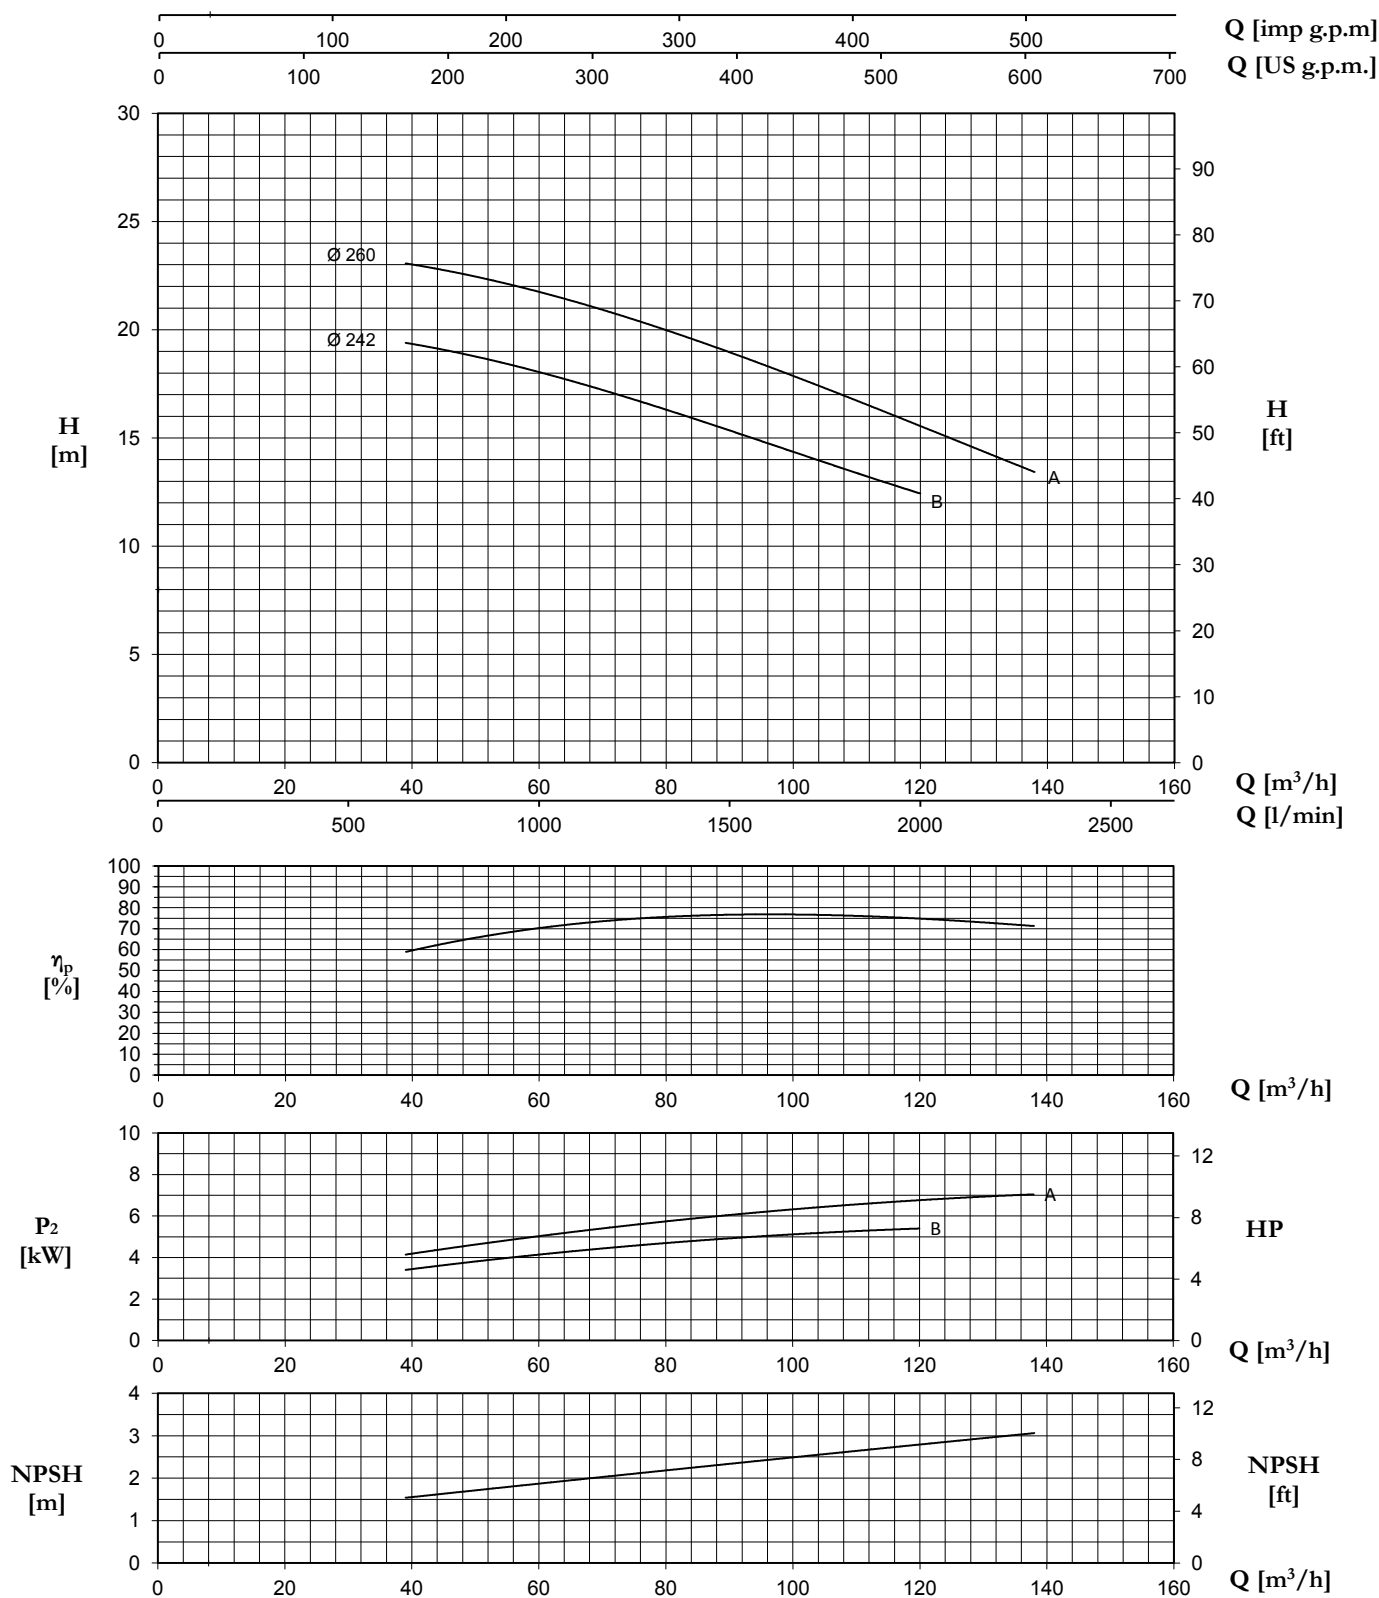 0 100 200 300 400 500 Q [imp g.p.m]
0 100 200 300 400 500 600 700 Q [US g.p.m.]
30
90
25
80
Ø 260
70
20
Ø 242
60
H
[m]
H
[ft]
15
50
A
B
40
10
30
20
5
10
0
0
0 20 40 60 80 100 120 140 160 Q [m³/h]
0 500 1000 1500 2000 2500 Q [l/min]
100
90
80
70
60
50
40
30
20
10
0
ηp
[%]
0 20 40 60 80 100 120 140 160 Q [m³/h]
10
12
8
A
6
8
B
P2
[kW]
HP
4
4
2
0
0
0 20 40 60 80 100 120 140 160 Q [m³/h]
4
12
3
8
NPSH
[m]
NPSH
[ft]
2
4
1
0
0
0 20 40 60 80 100 120 140 160 Q [m³/h]